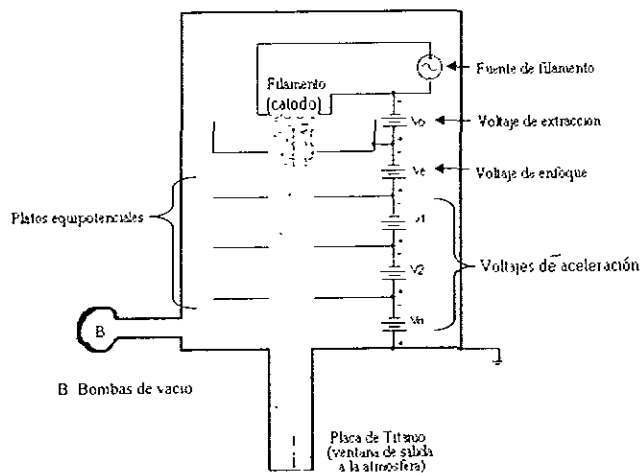 Fuente de filamento
Filamento
(catodo)
Vo
Voltaje de extraccion
Ve
Voltaje de enfoque
Platos equipotenciales
V1
V2
Voltajes de aceleración
Vn
B
B Bombas de vacio
Placa de Titanio
(ventana de salida
a la atmosfera)